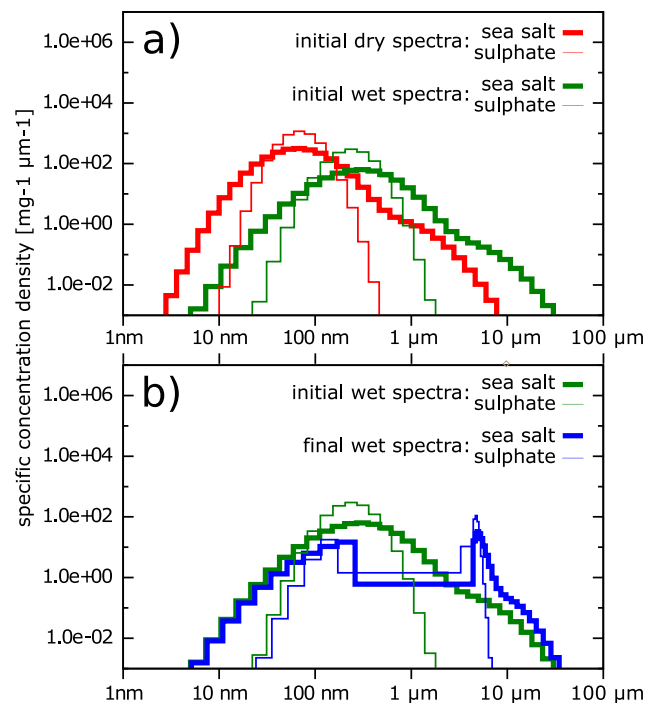 a)
initial dry spectra: sea salt
sulphate
initial wet spectra: sea salt
sulphate
1.0e+06
1.0e+04
1.0e+02
1.0e+00
1.0e-02
1nm 10 nm 100 nm 1 µm 10 µm 100 µm
specific concentration density [mg-1 µm-1]
b)
initial wet spectra: sea salt
sulphate
final wet spectra: sea salt
sulphate
1.0e+06
1.0e+04
1.0e+02
1.0e+00
1.0e-02
1nm 10 nm 100 nm 1 µm 10 µm 100 µm